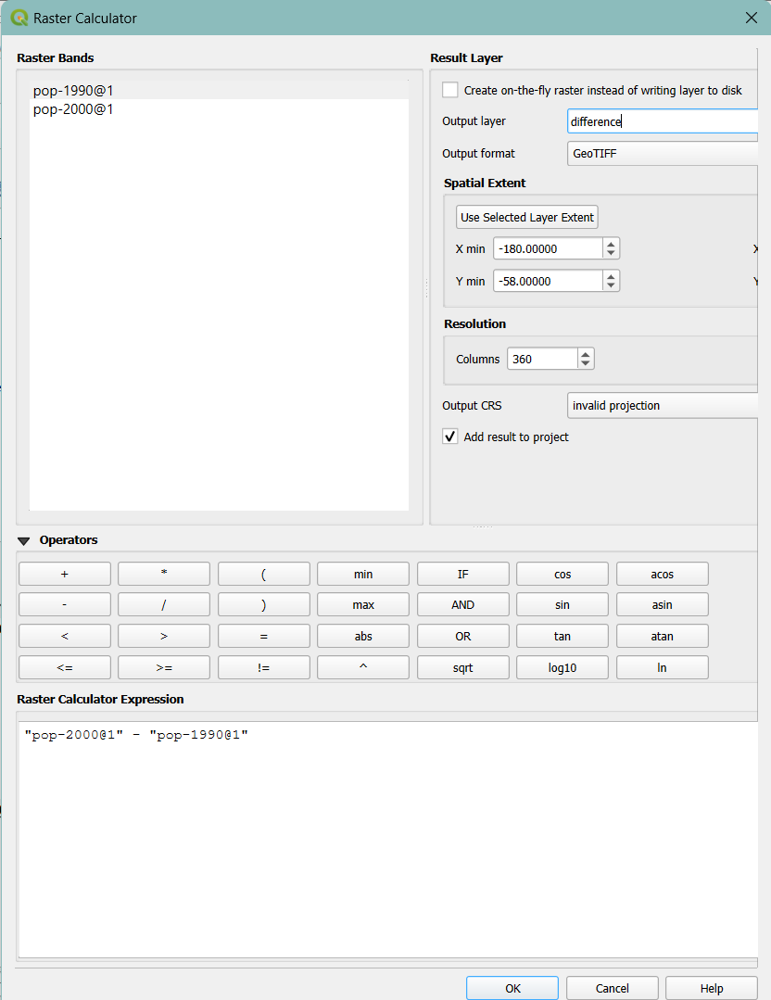 Raster Calculator
Raster Bands
pop-1990@1
pop-2000@1
Result Layer
Create on-the-fly raster instead of writing layer to disk
Output layer difference
Output format GeoTIFF
Spatial Extent
Use Selected Layer Extent
X min -180.00000 X
Y min -58.00000 Y
Resolution
Columns 360
Output CRS invalid projection
Add result to project
Operators
+ * ( min IF cos acos
- / ) max AND sin asin
< > = abs OR tan atan
<= >= != ^ sqrt log10 ln
Raster Calculator Expression
"pop-2000@1" - "pop-1990@1"
OK Cancel Help